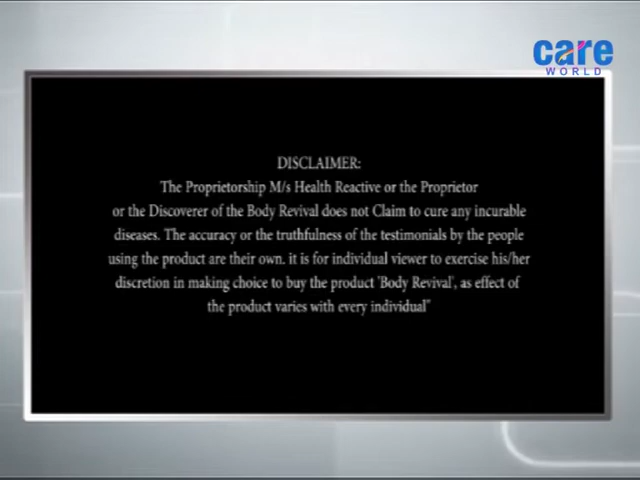 care
WORLD
DISCLAIMER:
The Proprietorship M/s Health Reactive or the Proprietor
or the Discoverer of the Body Revival does not Claim to cure any incurable
diseases. The accuracy or the truthfulness of the testimonials by the people
using the product are their own. it is for individual viewer to exercise his/her
discretion in making choice to buy the product 'Body Revival', as effect of
the product varies with every individual"